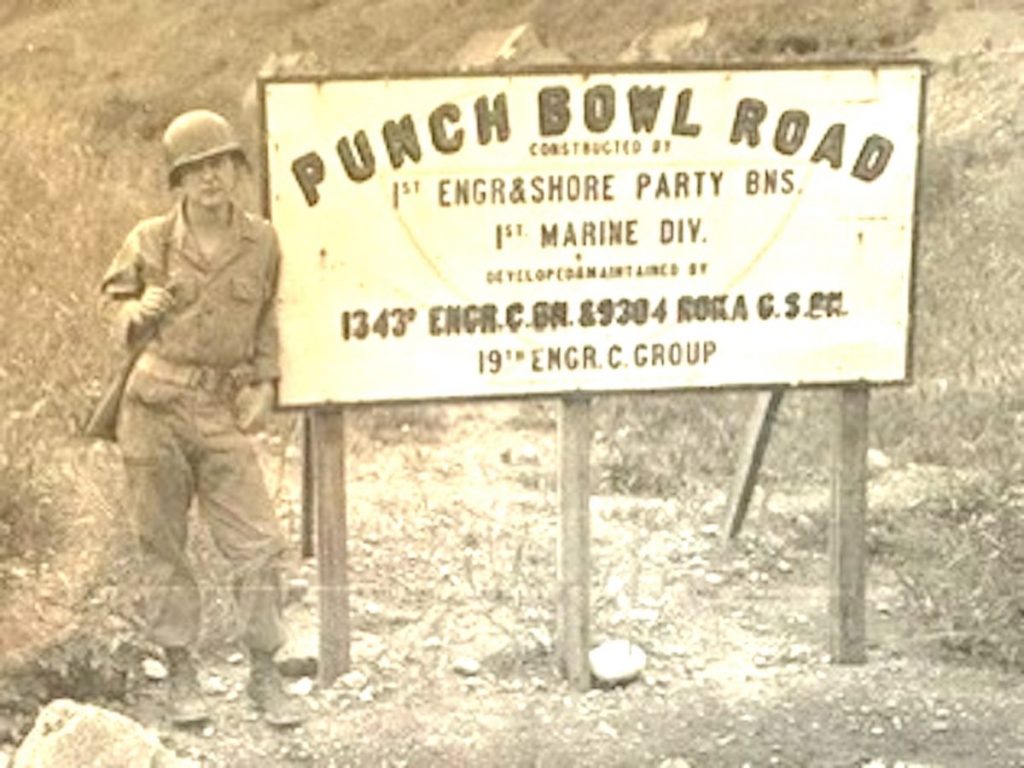 PUNCH BOWL ROAD
CONSTRUCTED BY
1ST ENGR&SHORE PARTY BNS.
1ST. MARINE DIV.
DEVELOPED&MAINTAINED BY
1343D ENGR.C.BN.&9304 ROKA C.S.
19TH ENGR. C. GROUP